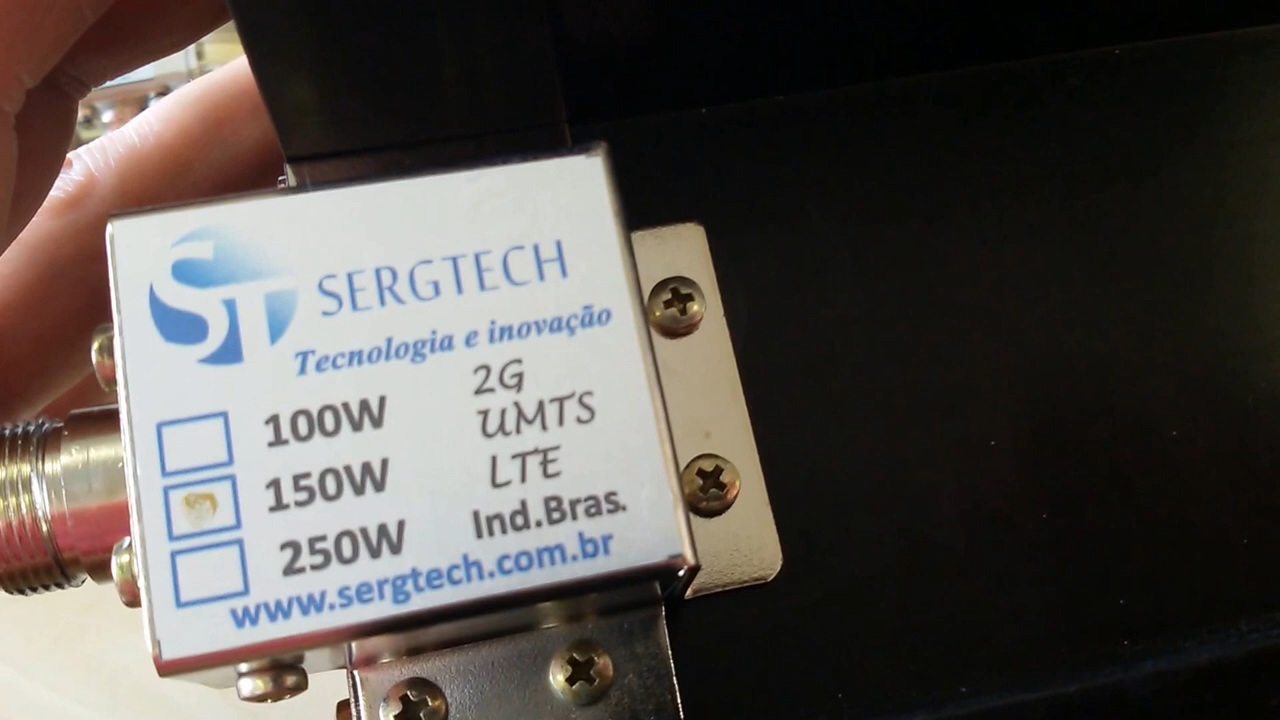 ST SERGTECH
Tecnologia e inovação
100W 2G
150W UMTS
250W LTE
Ind.Bras.
www.sergtech.com.br